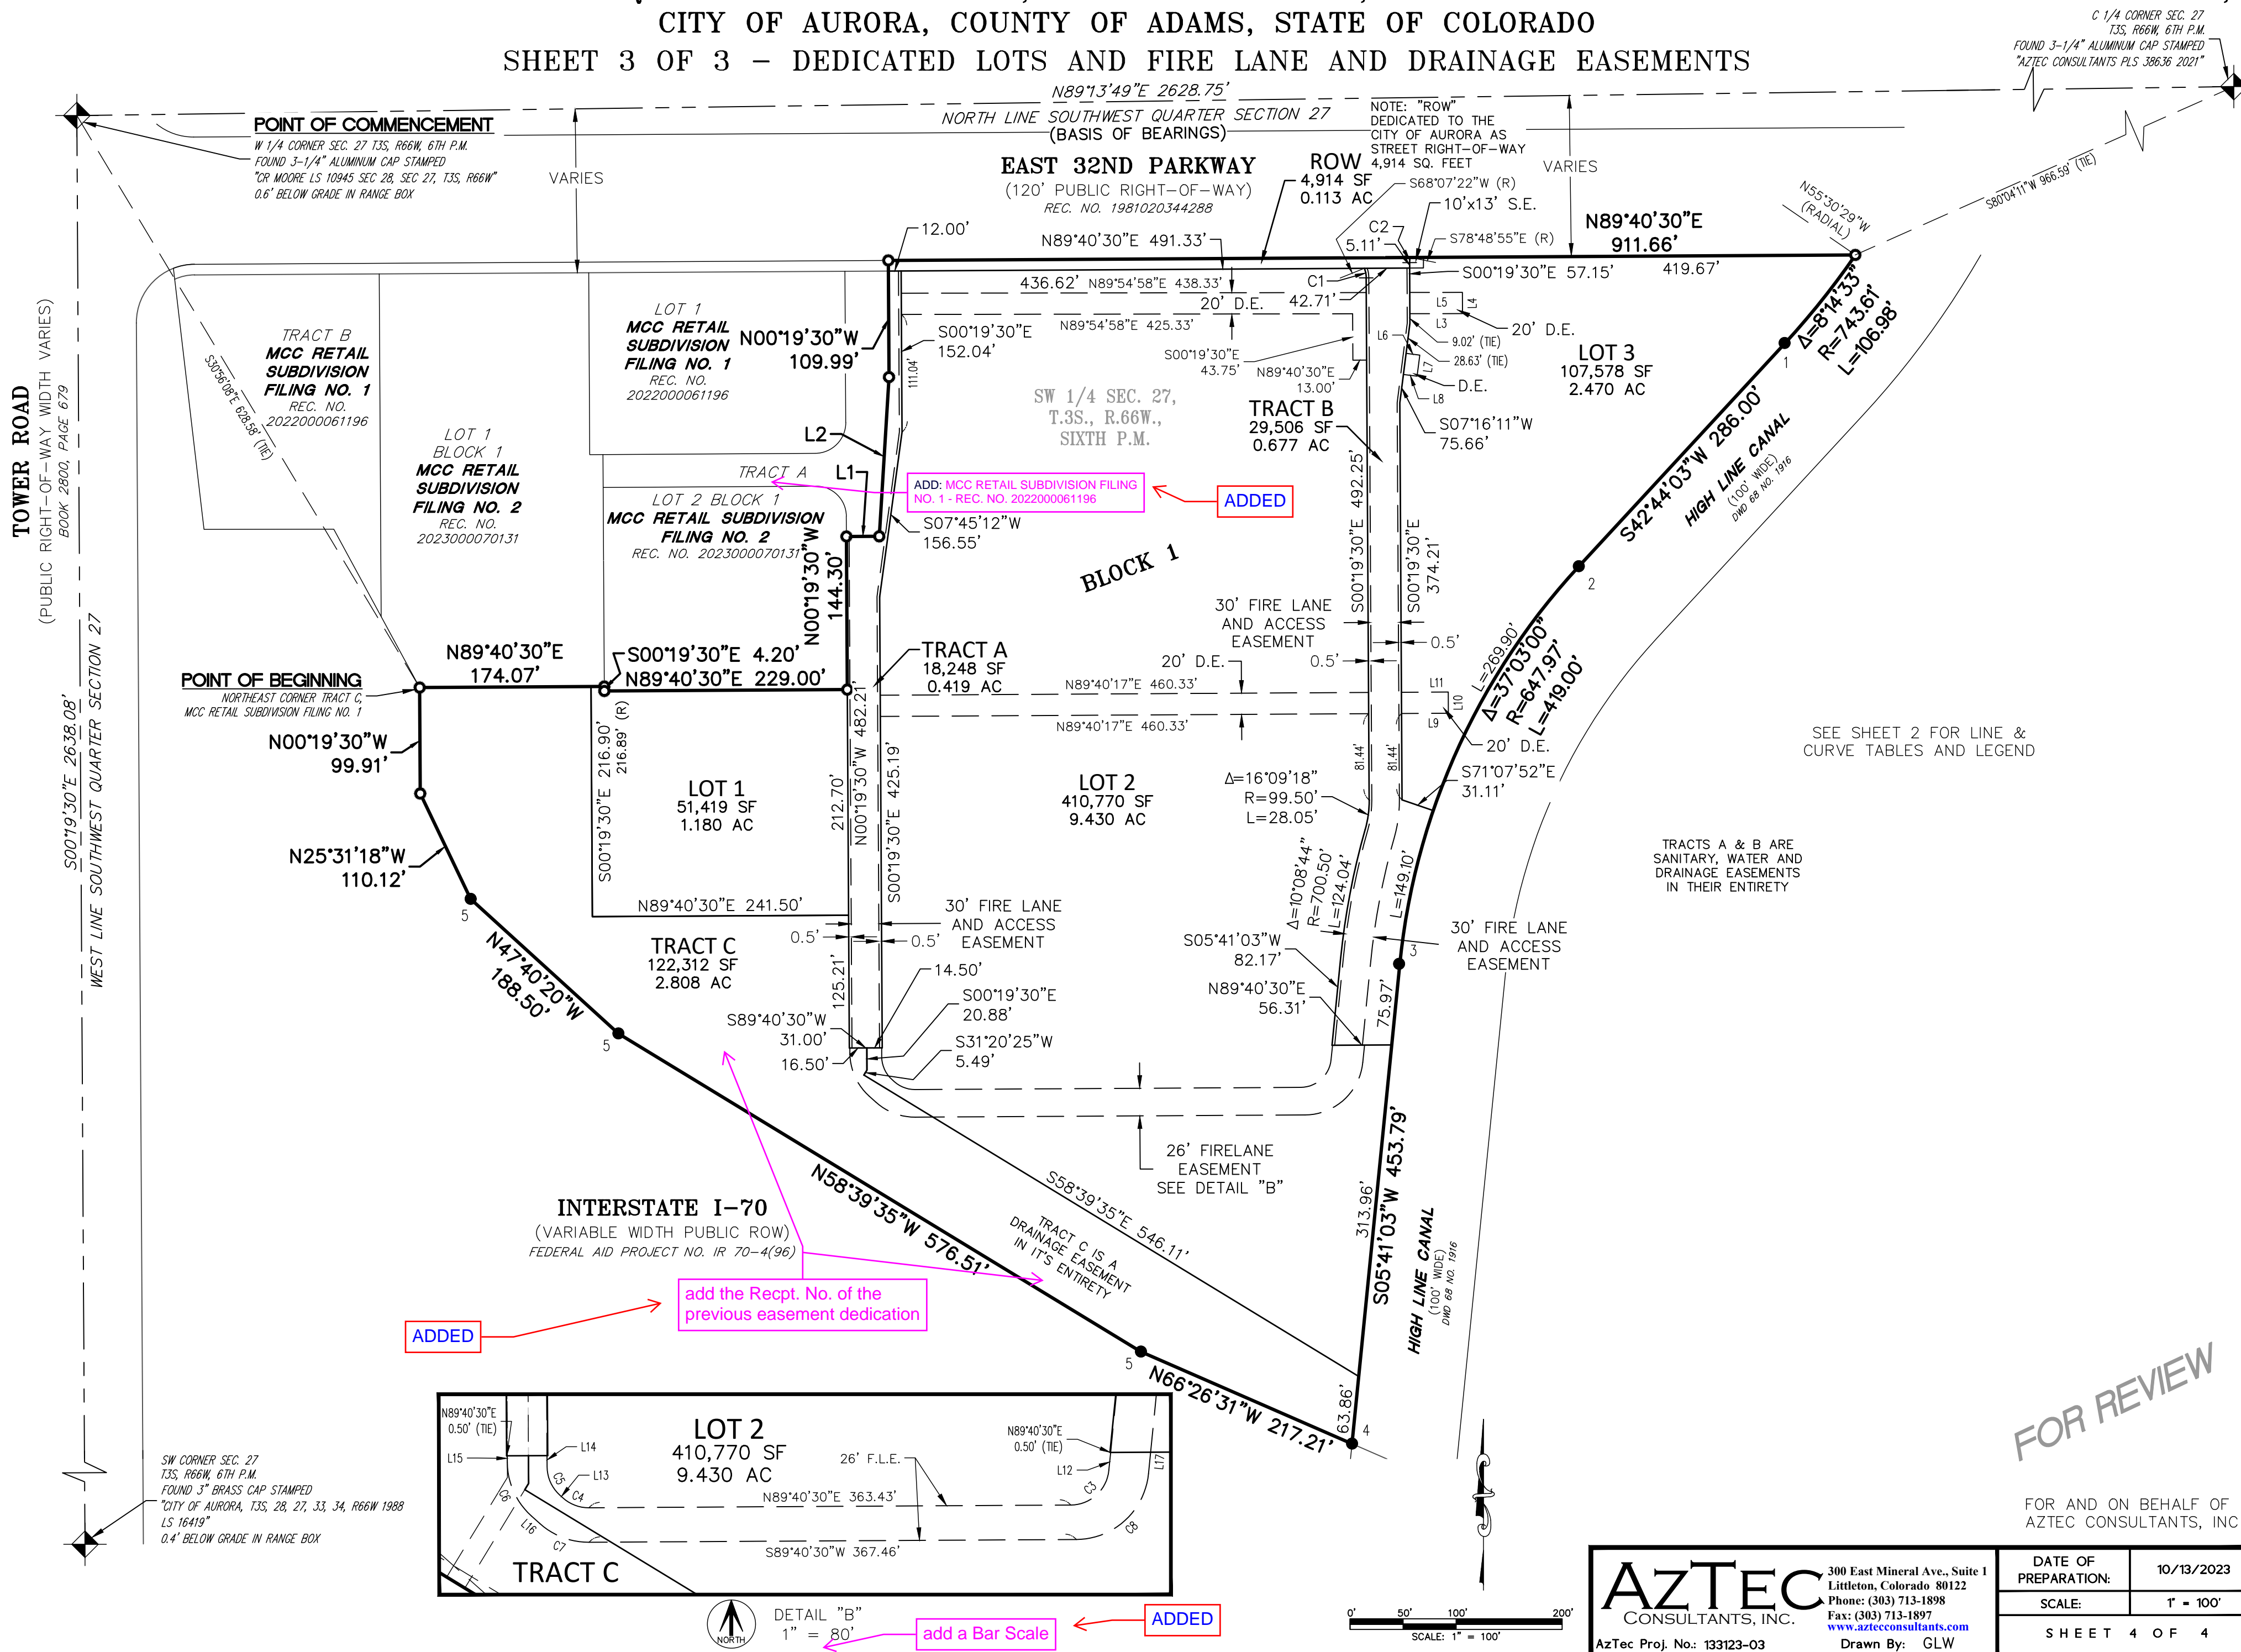 CITY OF AURORA, COUNTY OF ADAMS, STATE OF COLORADO
SHEET 3 OF 3 – DEDICATED LOTS AND FIRE LANE AND DRAINAGE EASEMENTS
C 1/4 CORNER SEC. 27
T3S, R66W, 6TH P.M.
FOUND 3-1/4" ALUMINUM CAP STAMPED
"AZTEC CONSULTANTS PLS 38636 2021"
N89°13'49"E 2628.75'
NORTH LINE SOUTHWEST QUARTER SECTION 27
(BASIS OF BEARINGS)
POINT OF COMMENCEMENT
W 1/4 CORNER SEC. 27 T3S, R66W, 6TH P.M.
FOUND 3-1/4" ALUMINUM CAP STAMPED
"CR MOORE LS 10945 SEC 28, SEC 27, T3S, R66W"
0.6' BELOW GRADE IN RANGE BOX
VARIES
EAST 32ND PARKWAY
(120' PUBLIC RIGHT-OF-WAY)
REC. NO. 1981020344288
NOTE: "ROW"
DEDICATED TO THE
CITY OF AURORA AS
STREET RIGHT-OF-WAY
4,914 SQ. FEET
ROW
4,914 SF
0.113 AC
VARIES
S68°07'22"W (R)
10'x13' S.E.
C2
5.11'
S78°48'55"E (R)
N89°40'30"E
911.66'
N55°30'29"W
(RADIAL)
S80°04'11"W 966.59' (TIE)
12.00'
N89°40'30"E 491.33'
436.62'
N89°54'58"E 438.33'
C1
42.71'
S00°19'30"E 57.15'
419.67'
20' D.E.
N89°54'58"E 425.33'
L5
L4
L3
20' D.E.
L6
9.02' (TIE)
28.63' (TIE)
L7
D.E.
L8
S00°19'30"E
43.75'
N89°40'30"E
13.00'
LOT 3
107,578 SF
2.470 AC
Δ=8°14'33"
R=743.61'
L=106.98'
1
TRACT B
MCC RETAIL
SUBDIVISION
FILING NO. 1
REC. NO.
2022000061196
LOT 1
MCC RETAIL
SUBDIVISION
FILING NO. 1
REC. NO.
2022000061196
N00°19'30"W
109.99'
S00°19'30"E
152.04'
111.04'
SW 1/4 SEC. 27,
T.3S., R.66W.,
SIXTH P.M.
TRACT B
29,506 SF
0.677 AC
S07°16'11"W
75.66'
S42°44'03"W 286.00'
HIGH LINE CANAL
(100' WIDE)
DWD 68 NO. 1916
2
TOWER ROAD
(PUBLIC RIGHT-OF-WAY WIDTH VARIES)
BOOK 2800, PAGE 679
S30°56'08"E 628.58' (TIE)
LOT 1
BLOCK 1
MCC RETAIL
SUBDIVISION
FILING NO. 2
REC. NO.
2023000070131
L2
L1
TRACT A
ADD: MCC RETAIL SUBDIVISION FILING
NO. 1 - REC. NO. 2022000061196
ADDED
LOT 2 BLOCK 1
MCC RETAIL SUBDIVISION
FILING NO. 2
REC. NO. 2023000070131
S07°45'12"W
156.55'
N00°19'30"W
144.30'
BLOCK 1
S00°19'30"E 492.25'
S00°19'30"E
374.21'
30' FIRE LANE
AND ACCESS
EASEMENT
0.5'
0.5'
S00°19'30"E 2638.08'
WEST LINE SOUTHWEST QUARTER SECTION 27
N89°40'30"E
174.07'
S00°19'30"E 4.20'
N89°40'30"E 229.00'
TRACT A
18,248 SF
0.419 AC
20' D.E.
N89°40'17"E 460.33'
N89°40'17"E 460.33'
L11
L10
L9
20' D.E.
L=269.90'
Δ=37°03'00"
R=647.97'
L=419.00'
POINT OF BEGINNING
NORTHEAST CORNER TRACT C,
MCC RETAIL SUBDIVISION FILING NO. 1
N00°19'30"W
99.91'
S00°19'30"E 216.90'
216.89' (R)
LOT 1
51,419 SF
1.180 AC
212.70'
N00°19'30"W 482.21'
S00°19'30"E 425.19'
LOT 2
410,770 SF
9.430 AC
Δ=16°09'18"
R=99.50'
L=28.05'
81.44'
81.44'
S71°07'52"E
31.11'
SEE SHEET 2 FOR LINE &
CURVE TABLES AND LEGEND
TRACTS A & B ARE
SANITARY, WATER AND
DRAINAGE EASEMENTS
IN THEIR ENTIRETY
N25°31'18"W
110.12'
5
N89°40'30"E 241.50'
30' FIRE LANE
AND ACCESS
EASEMENT
0.5'
0.5'
Δ=10°08'44"
R=700.50'
L=124.04'
L=149.10'
30' FIRE LANE
AND ACCESS
EASEMENT
3
TRACT C
122,312 SF
2.808 AC
125.21'
N47°40'20"W
188.50'
5
14.50'
S00°19'30"E
20.88'
S89°40'30"W
31.00'
16.50'
S31°20'25"W
5.49'
S05°41'03"W
82.17'
N89°40'30"E
56.31'
75.97'
26' FIRELANE
EASEMENT
SEE DETAIL "B"
S58°39'35"E 546.11'
N58°39'35"W 576.51'
TRACT C IS A
DRAINAGE EASEMENT
IN IT'S ENTIRETY
313.96'
S05°41'03"W 453.79'
HIGH LINE CANAL
(100' WIDE)
DWD 68 NO. 1916
INTERSTATE I-70
(VARIABLE WIDTH PUBLIC ROW)
FEDERAL AID PROJECT NO. IR 70-4(96)
add the Recpt. No. of the
previous easement dedication
ADDED
5
N66°26'31"W 217.21'
63.86'
4
FOR REVIEW
N89°40'30"E
0.50' (TIE)
L15
L14
L13
C5
C4
C6
L16
C7
LOT 2
410,770 SF
9.430 AC
26' F.L.E.
N89°40'30"E 363.43'
S89°40'30"W 367.46'
N89°40'30"E
0.50' (TIE)
L12
L17
C3
C8
TRACT C
SW CORNER SEC. 27
T3S, R66W, 6TH P.M.
FOUND 3" BRASS CAP STAMPED
"CITY OF AURORA, T3S, 28, 27, 33, 34, R66W 1988
LS 16419"
0.4' BELOW GRADE IN RANGE BOX
NORTH
DETAIL "B"
1" = 80'
add a Bar Scale
ADDED
0' 50' 100' 200'
SCALE: 1" = 100'
FOR AND ON BEHALF OF
AZTEC CONSULTANTS, INC
AZTEC
CONSULTANTS, INC.
300 East Mineral Ave., Suite 1
Littleton, Colorado 80122
Phone: (303) 713-1898
Fax: (303) 713-1897
www.aztecconsultants.com
AzTec Proj. No.: 133123-03
Drawn By: GLW
DATE OF
PREPARATION:
10/13/2023
SCALE:
1" = 100'
SHEET 4 OF 4